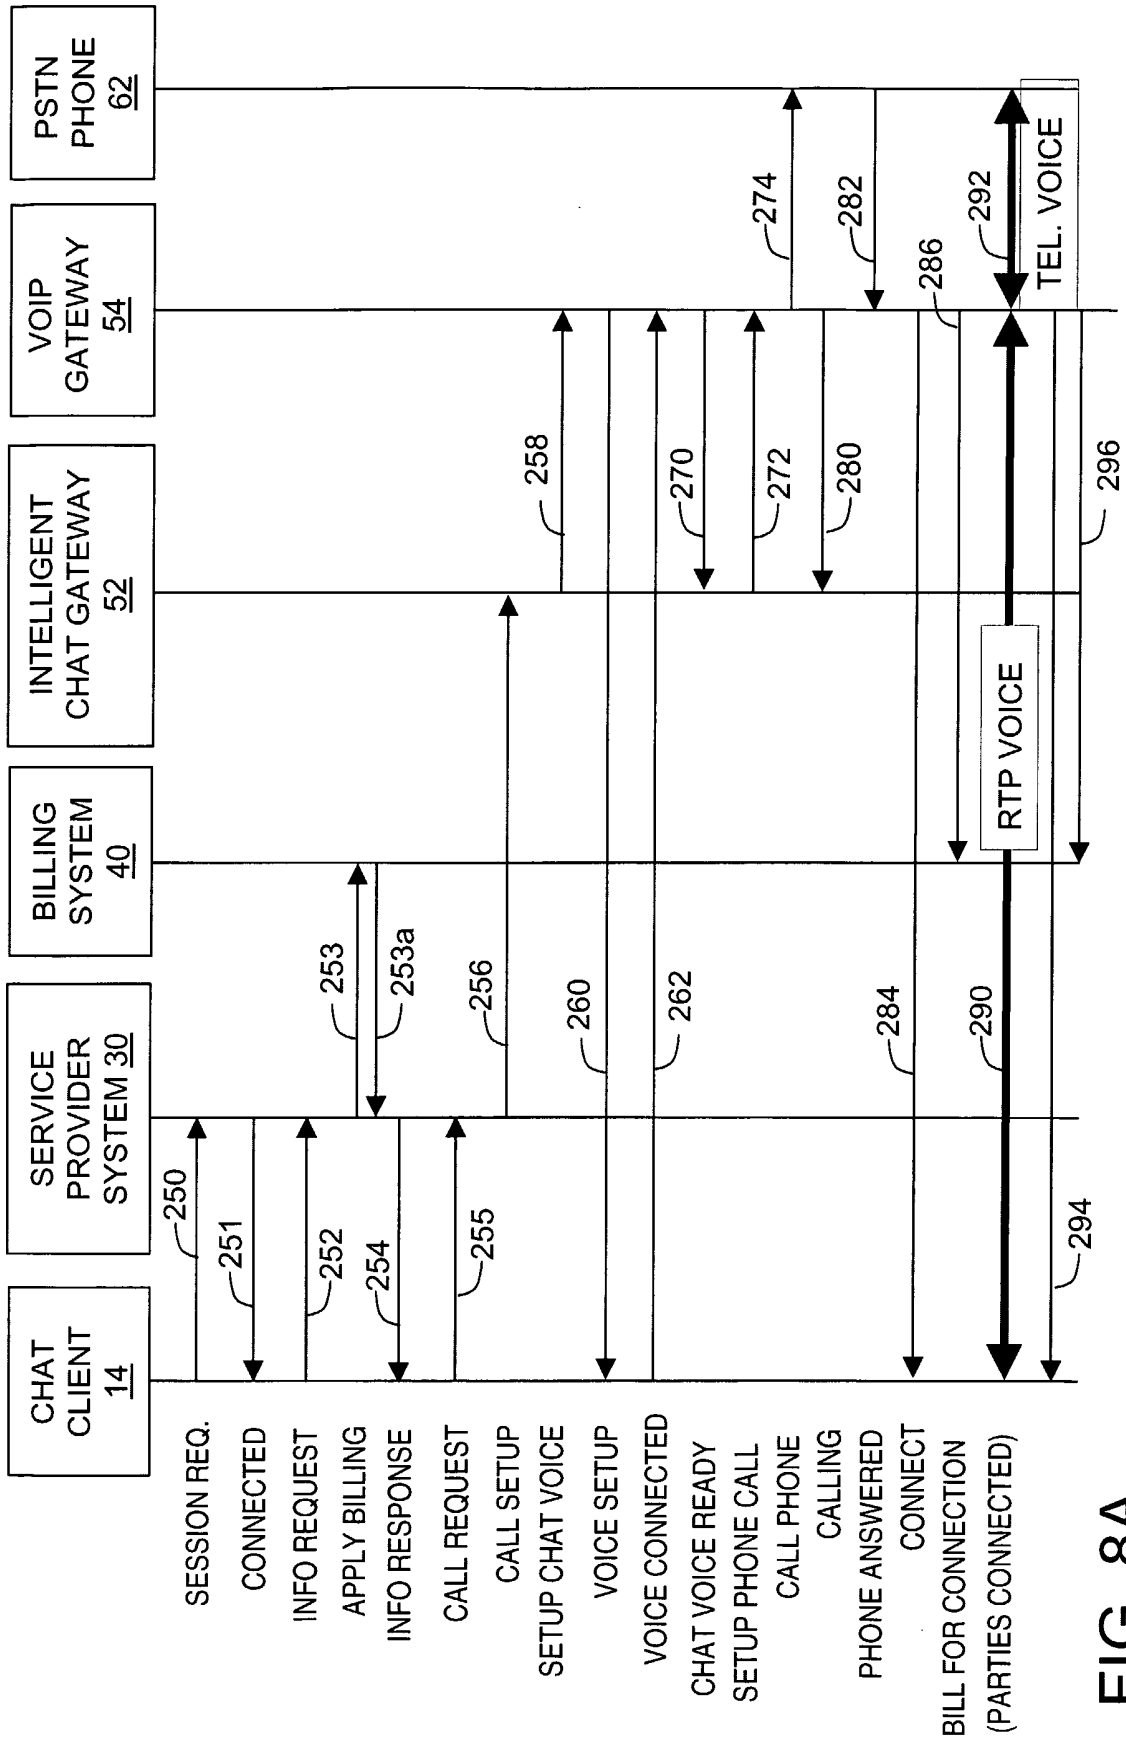 CHAT
CLIENT
14
SERVICE
PROVIDER
SYSTEM 30
BILLING
SYSTEM
40
INTELLIGENT
CHAT GATEWAY
52
VOIP
GATEWAY
54
PSTN
PHONE
62
SESSION REQ.
250
CONNECTED
251
INFO REQUEST
252
APPLY BILLING
253
253a
INFO RESPONSE
254
CALL REQUEST
255
CALL SETUP
256
SETUP CHAT VOICE
258
VOICE SETUP
260
VOICE CONNECTED
262
CHAT VOICE READY
270
SETUP PHONE CALL
272
CALL PHONE
274
CALLING
280
PHONE ANSWERED
282
CONNECT
284
BILL FOR CONNECTION
286
(PARTIES CONNECTED)
290
RTP VOICE
292
TEL. VOICE
294
296
FIG. 8A